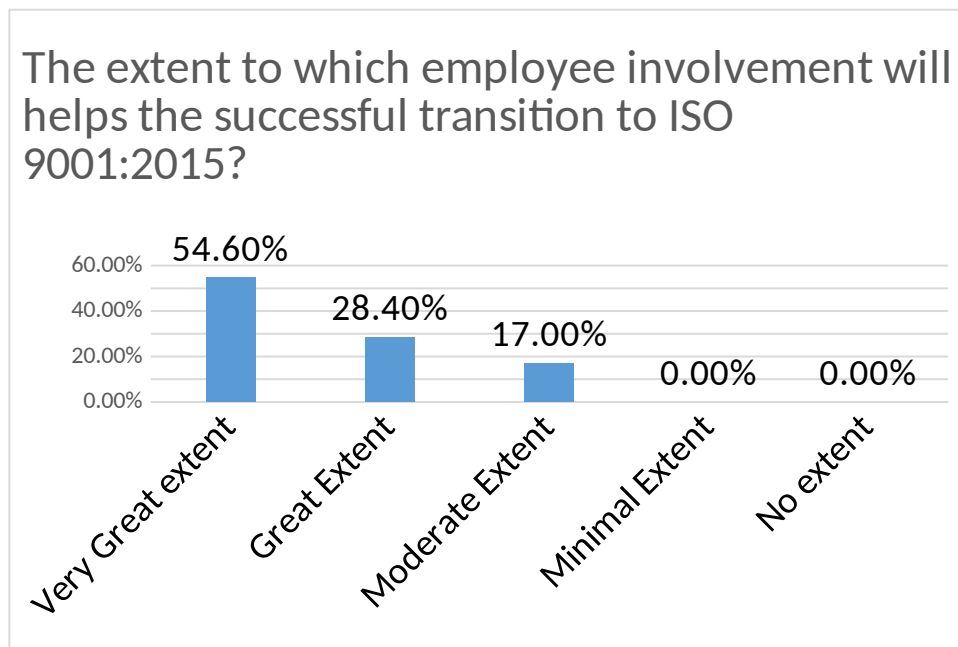 The extent to which employee involvement will
helps the successful transition to ISO
9001:2015?
54.60%
60.00%
28.40%
40.00%
17.00%
20.00%
0.00%
0.00%
0.00%
Very Great extent
Great Extent
Moderate Extent
Minimal Extent
No extent